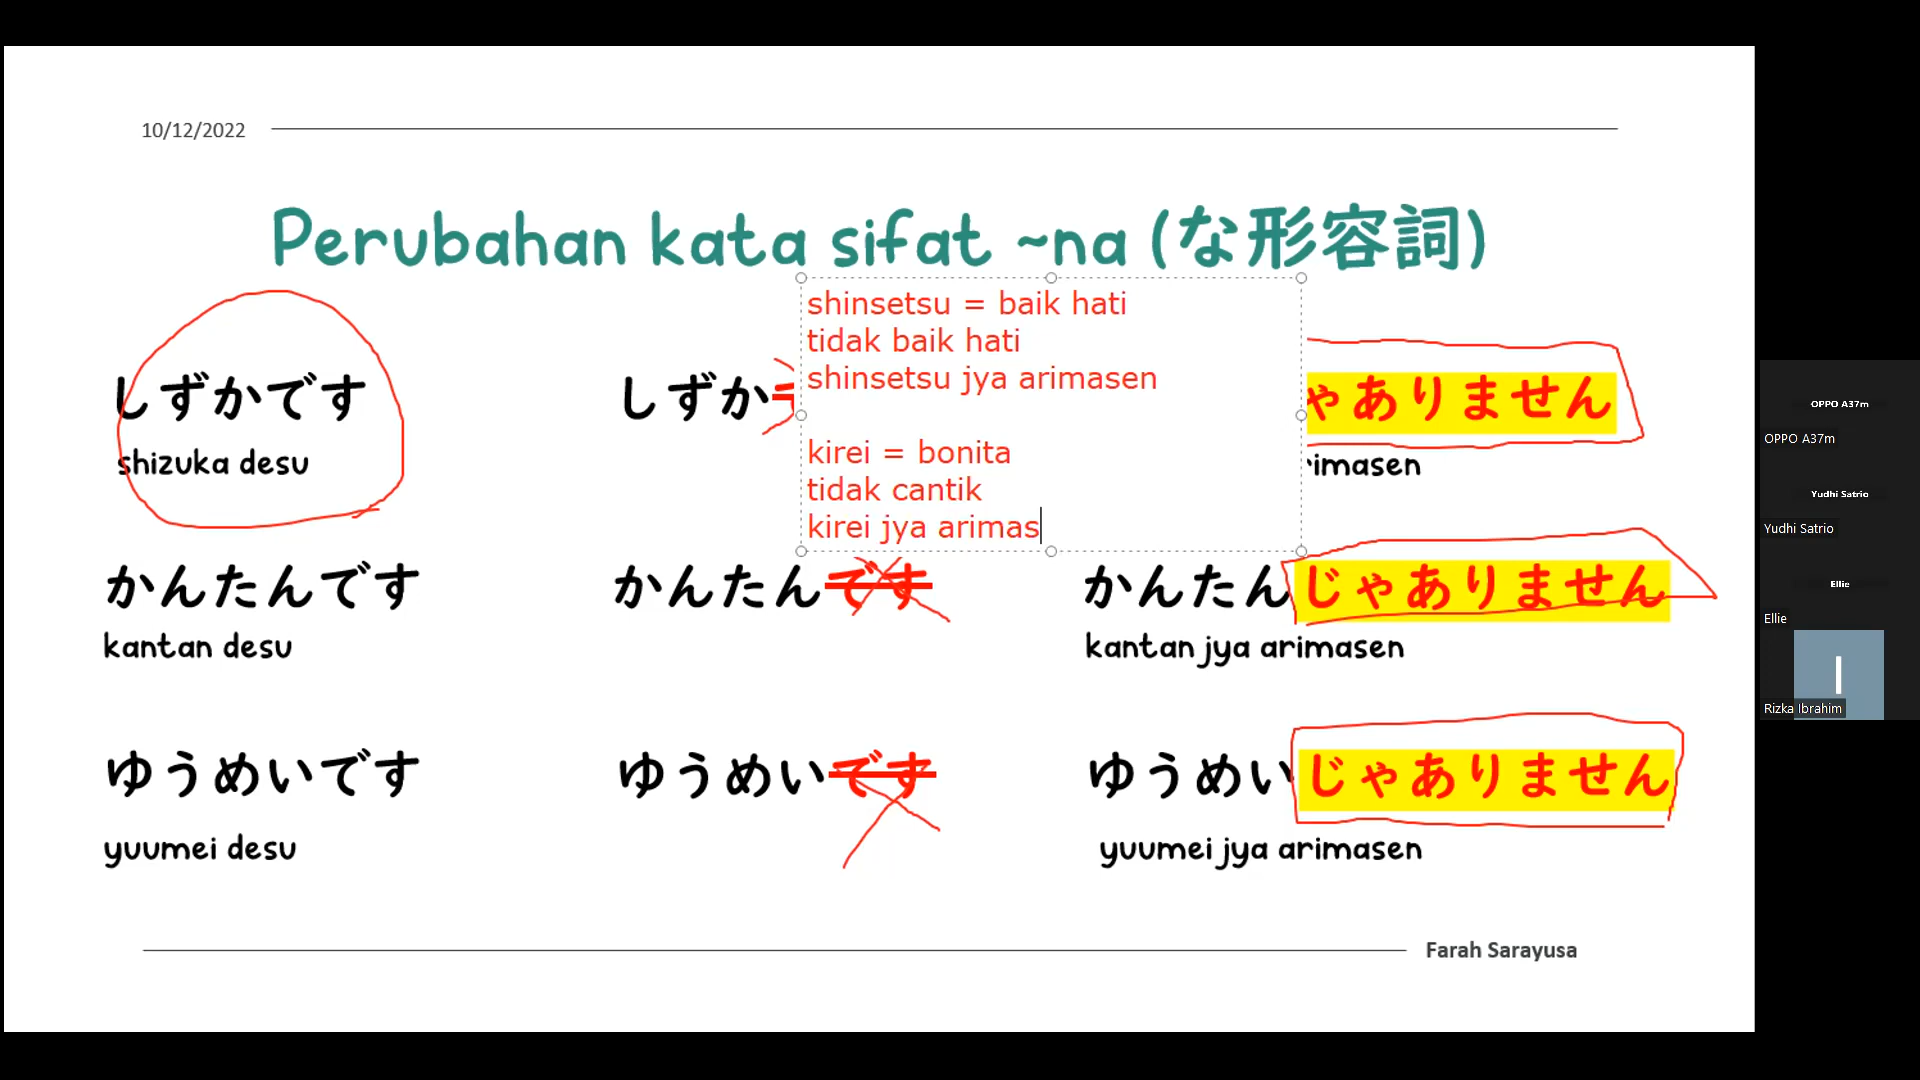 10/12/2022
Perubahan kata sifat ~na (な形容詞)
shinsetsu = baik hati
tidak baik hati
shinsetsu jya arimasen
kirei = bonita
tidak cantik
kirei jya arimas
しずかです
しずか
ゃありません
shizuka desu
rimasen
かんたんです
かんたんです
かんたんじゃありません
kantan desu
kantan jya arimasen
ゆうめいです
ゆうめいです
ゆうめいじゃありません
yuumei desu
yuumei jya arimasen
Farah Sarayusa
OPPO A37m
OPPO A37m
Yudhi Satrio
Yudhi Satrio
Ellie
Ellie
I
Rizka Ibrahim